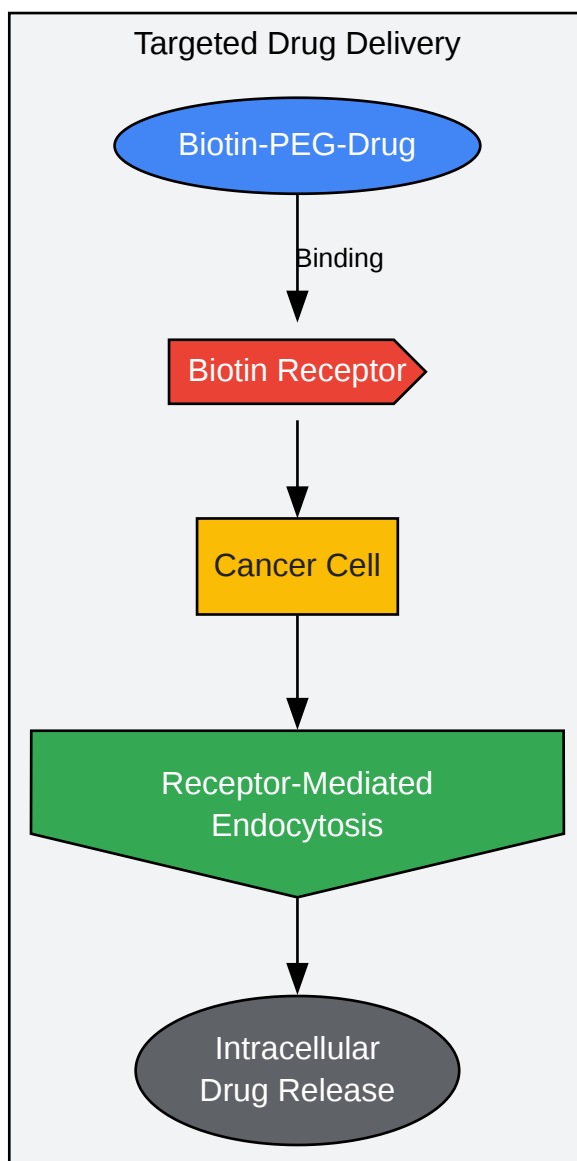 Targeted Drug Delivery
Biotin-PEG-Drug
Binding
Biotin Receptor
Cancer Cell
Receptor-Mediated
Endocytosis
Intracellular
Drug Release